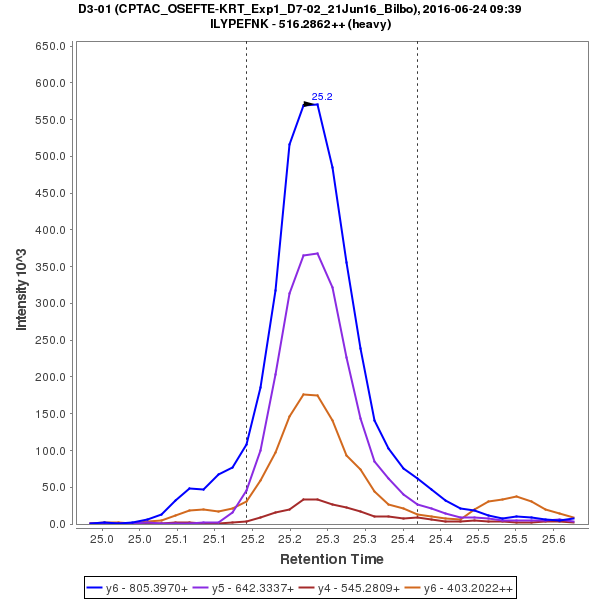 D3-01 (CPTAC_OSEFTE-KRT_Exp1_D7-02_21Jun16_Bilbo), 2016-06-24 09:39
ILYPEFNK - 516.2862++ (heavy)
650.0
600.0
550.0
500.0
450.0
400.0
350.0
300.0
250.0
200.0
150.0
100.0
50.0
0.0
Intensity 10^3
25.2
25.0 25.0 25.1 25.1 25.2 25.2 25.3 25.3 25.4 25.4 25.5 25.5 25.6
Retention Time
y6 - 805.3970+ y5 - 642.3337+ y4 - 545.2809+ y6 - 403.2022++